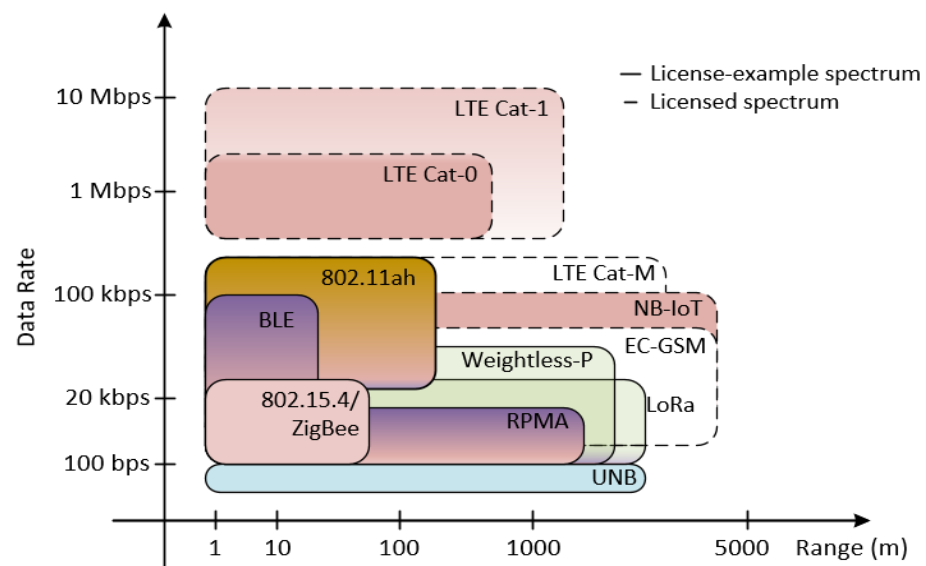 License-example spectrum
Licensed spectrum
10 Mbps
LTE Cat-1
LTE Cat-0
1 Mbps
Data Rate
LTE Cat-M
802.11ah
100 kbps
NB-IoT
BLE
EC-GSM
Weightless-P
20 kbps
802.15.4/
ZigBee
LoRa
RPMA
100 bps
UNB
1 10 100 1000 5000 Range (m)